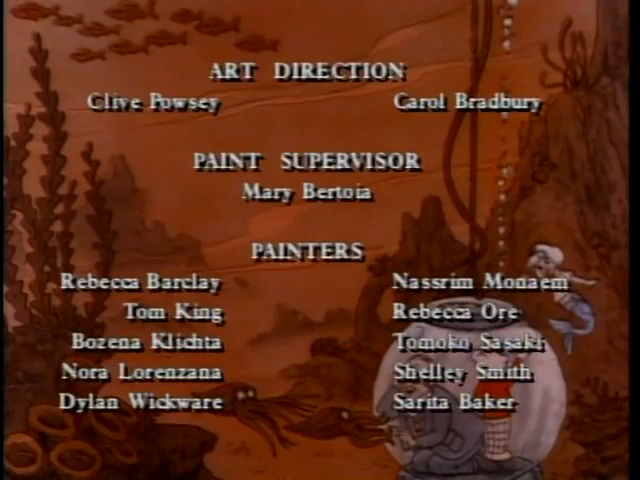 ART DIRECTION
Clive Powsey Carol Bradbury
PAINT SUPERVISOR
Mary Bertoia
PAINTERS
Rebecca Barclay Nassrim Monaem
Tom King Rebecca Ore
Bozena Klichta Tomoko Sasaki
Nora Lorenzana Shelley Smith
Dylan Wickware Sarita Baker